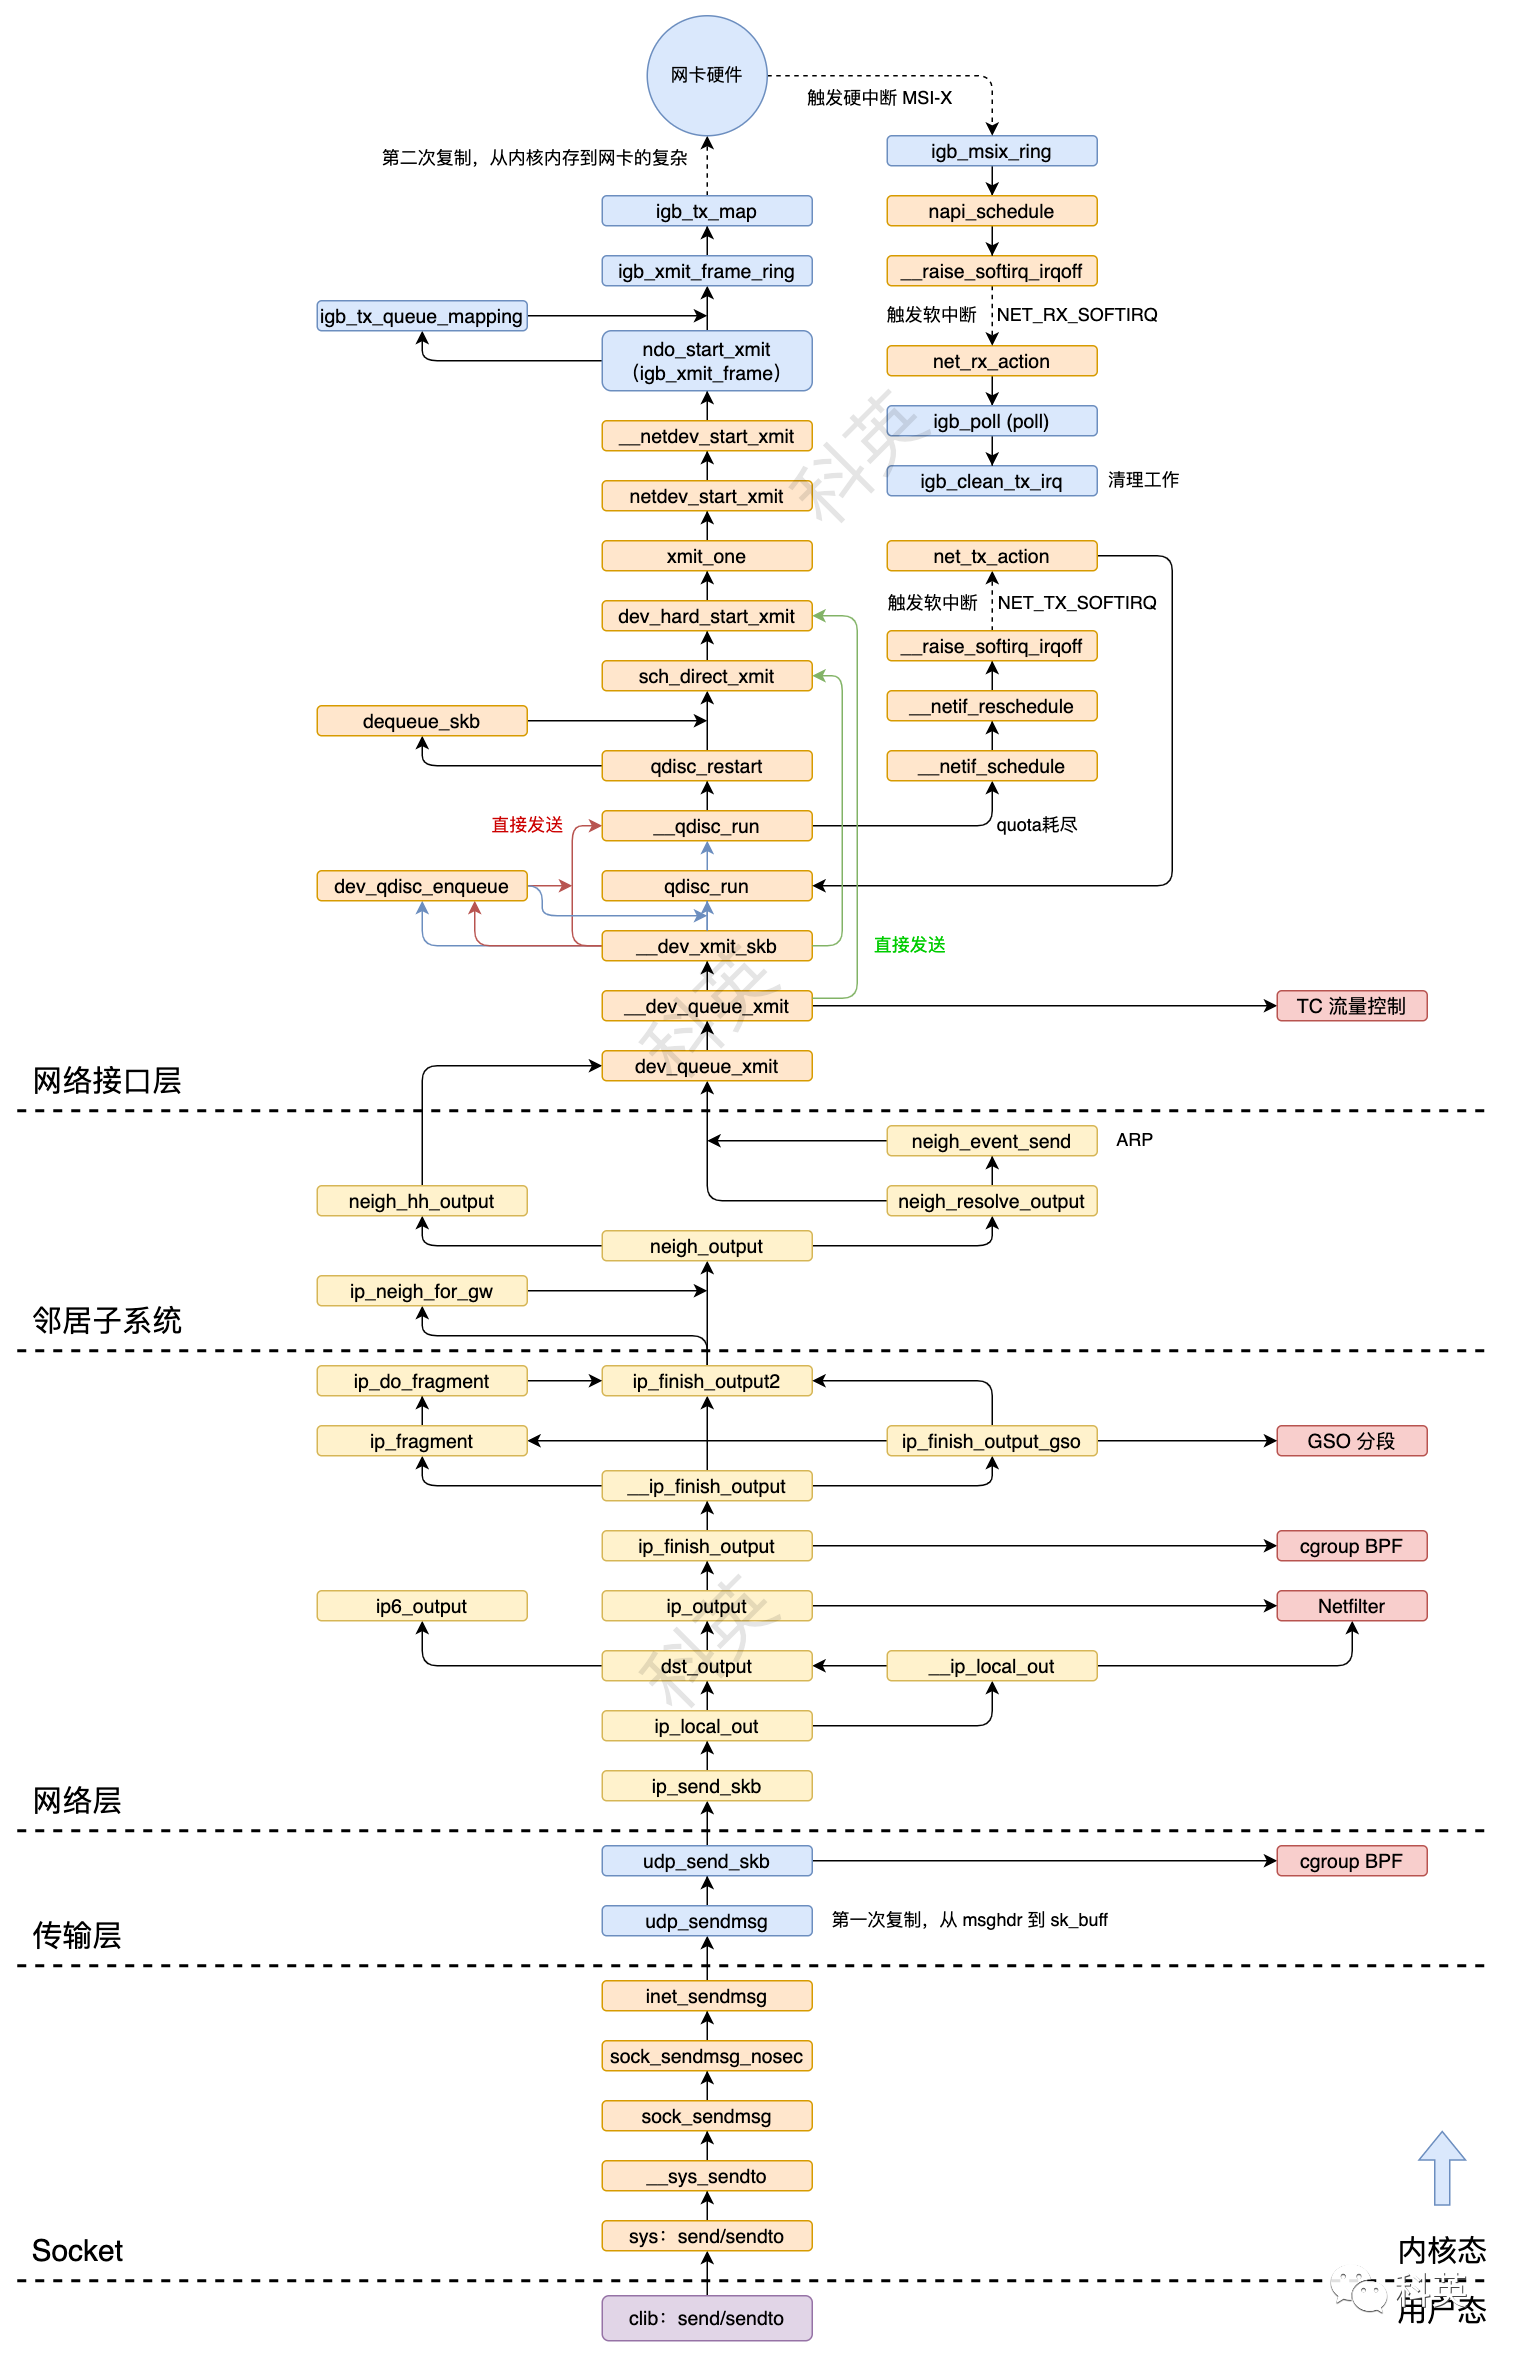 网卡硬件
触发硬中断 MSI-X
igb_msix_ring
第二次复制，从内核内存到网卡的复杂
igb_tx_map
napi_schedule
igb_xmit_frame_ring
__raise_softirq_irqoff
igb_tx_queue_mapping
触发软中断
NET_RX_SOFTIRQ
ndo_start_xmit
（igb_xmit_frame）
net_rx_action
igb_poll (poll)
__netdev_start_xmit
igb_clean_tx_irq
清理工作
netdev_start_xmit
科英
xmit_one
net_tx_action
触发软中断
NET_TX_SOFTIRQ
dev_hard_start_xmit
__raise_softirq_irqoff
sch_direct_xmit
__netif_reschedule
dequeue_skb
qdisc_restart
__netif_schedule
直接发送
__qdisc_run
quota耗尽
dev_qdisc_enqueue
qdisc_run
__dev_xmit_skb
直接发送
科英
__dev_queue_xmit
TC 流量控制
dev_queue_xmit
网络接口层
neigh_event_send
ARP
neigh_hh_output
neigh_resolve_output
neigh_output
ip_neigh_for_gw
邻居子系统
ip_do_fragment
ip_finish_output2
ip_fragment
ip_finish_output_gso
GSO 分段
__ip_finish_output
ip_finish_output
cgroup BPF
ip6_output
ip_output
Netfilter
科英
dst_output
__ip_local_out
ip_local_out
ip_send_skb
网络层
udp_send_skb
cgroup BPF
udp_sendmsg
第一次复制，从 msghdr 到 sk_buff
传输层
inet_sendmsg
sock_sendmsg_nosec
sock_sendmsg
__sys_sendto
sys：send/sendto
Socket
内核态
科英
用户态
clib：send/sendto